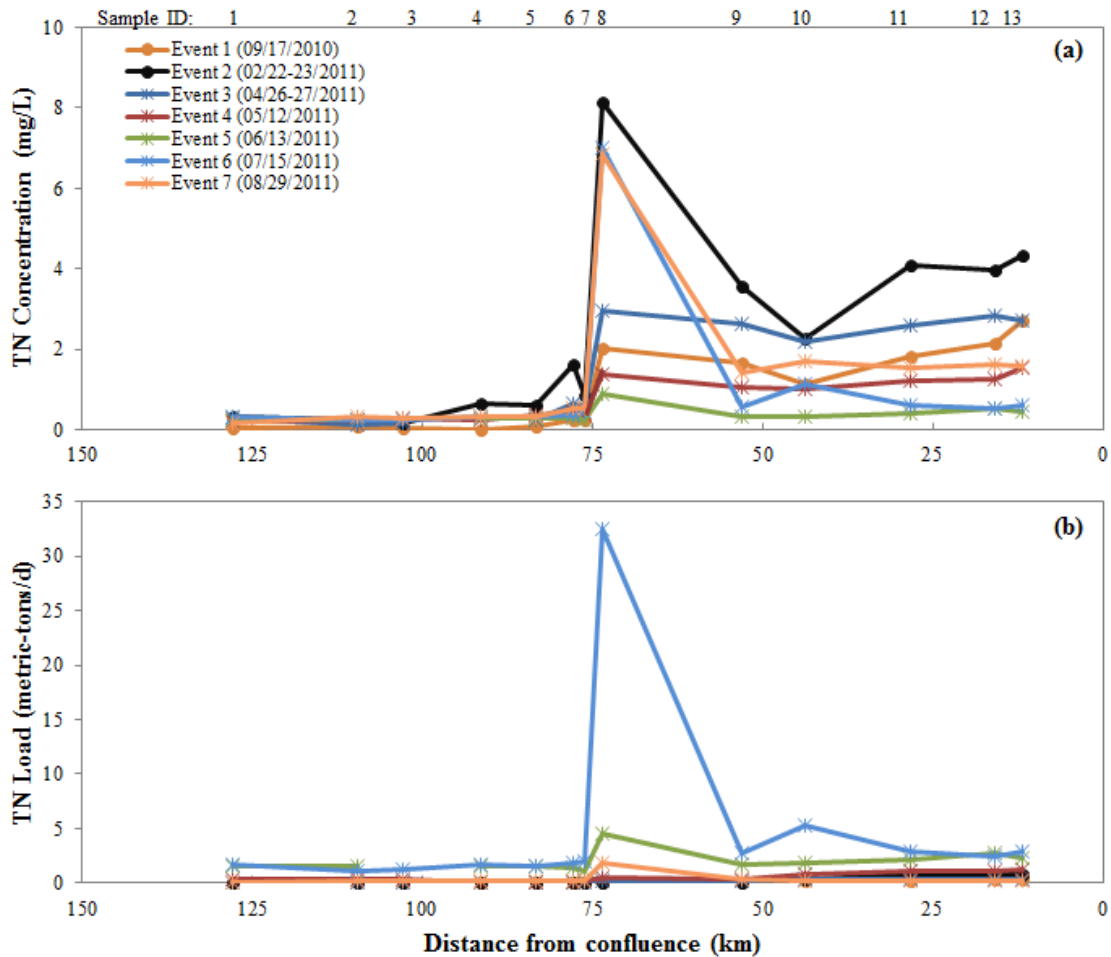 Sample ID: 1 2 3 4 5 6 7 8 9 10 11 12 13
10
8
6
4
2
0
TN Concentration (mg/L)
(a)
Event 1 (09/17/2010)
Event 2 (02/22-23/2011)
Event 3 (04/26-27/2011)
Event 4 (05/12/2011)
Event 5 (06/13/2011)
Event 6 (07/15/2011)
Event 7 (08/29/2011)
150 125 100 75 50 25 0
35
30
25
20
15
10
5
0
TN Load (metric-tons/d)
(b)
150 125 100 75 50 25 0
Distance from confluence (km)